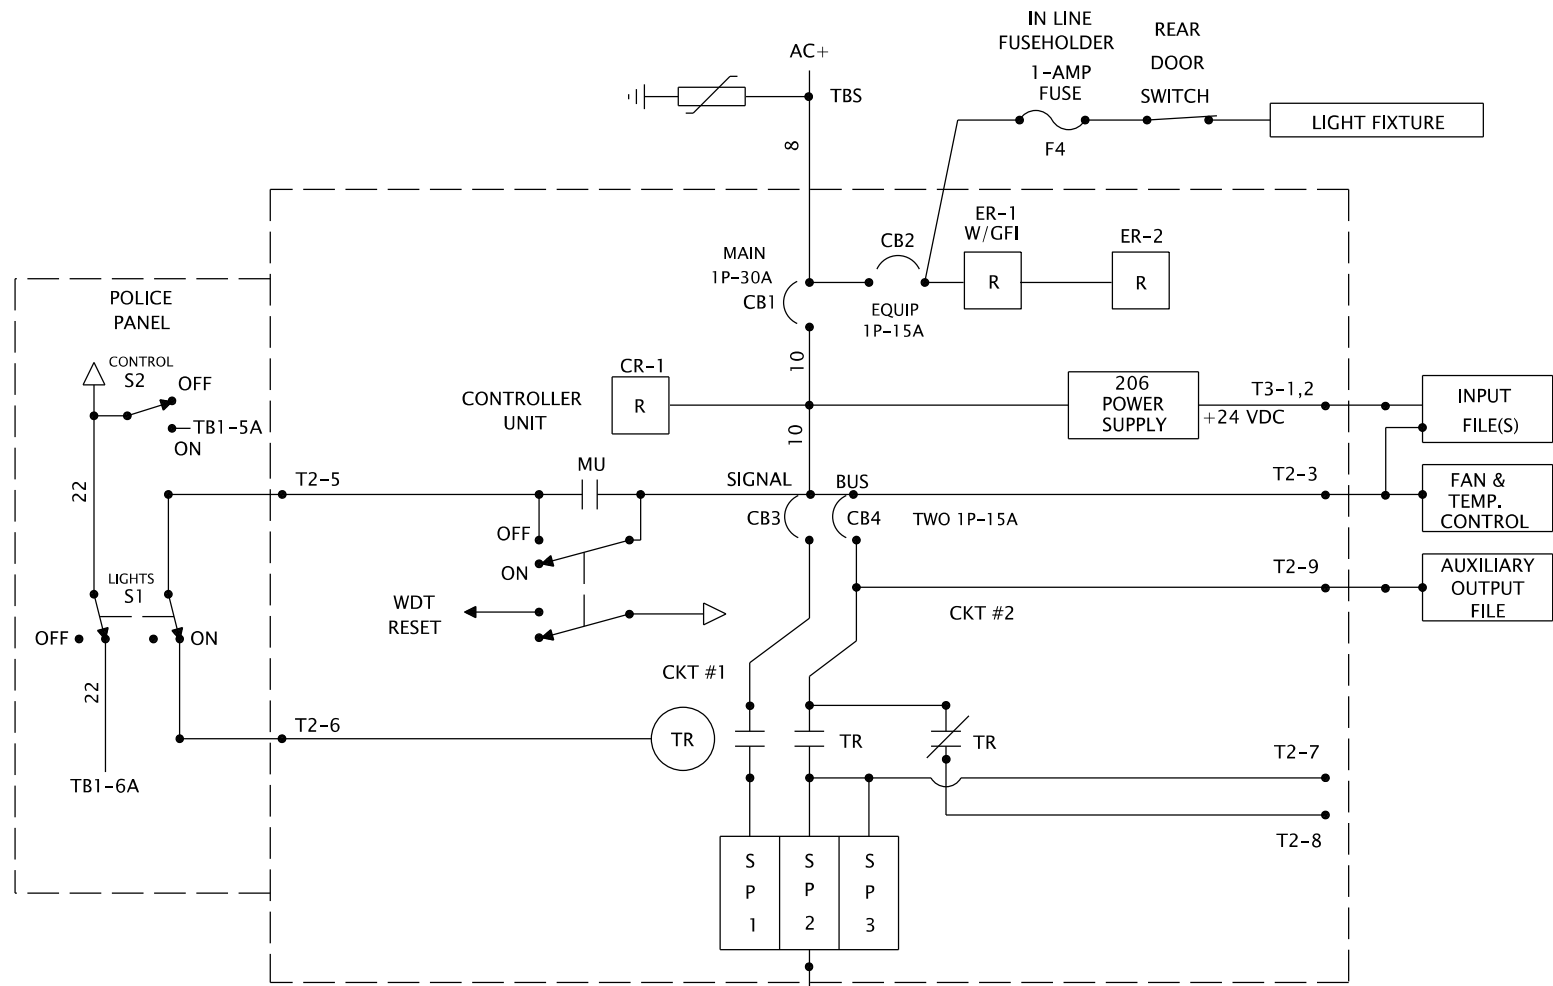 AC+
TBS
8
IN LINE
FUSEHOLDER
1-AMP
FUSE
F4
REAR
DOOR
SWITCH
LIGHT FIXTURE
MAIN
1P-30A
CB1
CB2
EQUIP
1P-15A
ER-1
W/GFI
R
ER-2
R
POLICE
PANEL
CONTROL
S2
OFF
TB1-5A
ON
22
10
CR-1
R
CONTROLLER
UNIT
206
POWER
SUPPLY
T3-1,2
+24 VDC
INPUT
FILE(S)
10
T2-5
MU
SIGNAL
BUS
CB3
CB4
TWO 1P-15A
T2-3
FAN &
TEMP.
CONTROL
OFF
ON
WDT
RESET
T2-9
AUXILIARY
OUTPUT
FILE
CKT #2
LIGHTS
S1
OFF
ON
22
TB1-6A
CKT #1
T2-6
TR
TR
TR
T2-7
T2-8
S
P
1
S
P
2
S
P
3